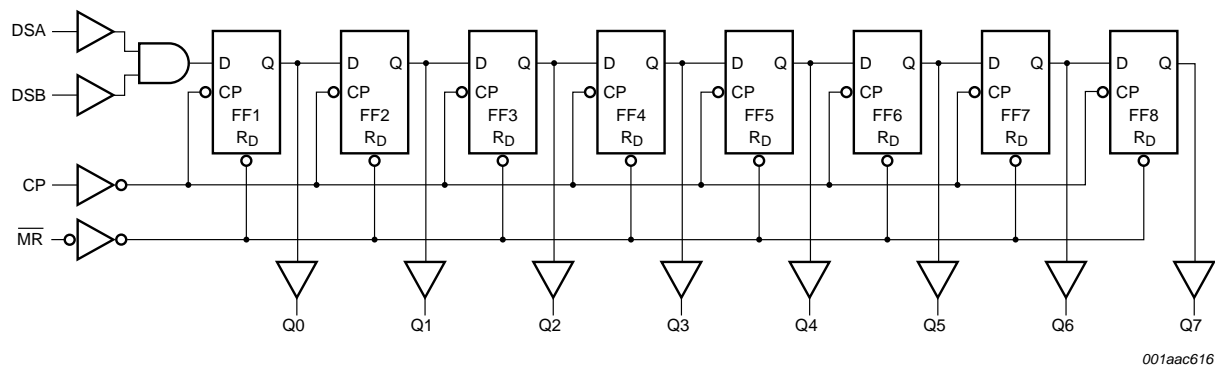 DSA
DSB
D Q D Q D Q D Q D Q D Q D Q D Q
CP CP CP CP CP CP CP CP
FF1 FF2 FF3 FF4 FF5 FF6 FF7 FF8
RD RD RD RD RD RD RD RD
CP
MR
Q0 Q1 Q2 Q3 Q4 Q5 Q6 Q7
001aac616